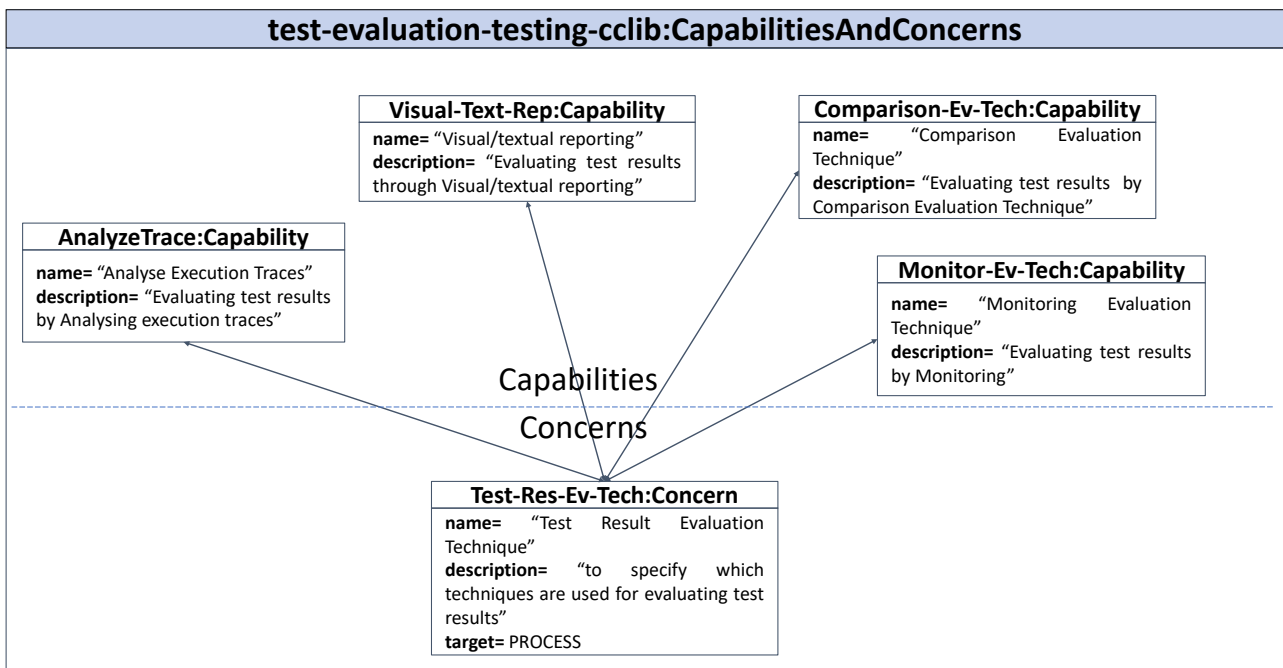 test-evaluation-testing-cclib:CapabilitiesAndConcerns
Visual-Text-Rep:Capability
name= “Visual/textual reporting”
description= “Evaluating test results
through Visual/textual reporting”
Comparison-Ev-Tech:Capability
name= “Comparison Evaluation
Technique”
description= “Evaluating test results by
Comparison Evaluation Technique”
AnalyzeTrace:Capability
name= “Analyse Execution Traces”
description= “Evaluating test results
by Analysing execution traces”
Monitor-Ev-Tech:Capability
name= “Monitoring Evaluation
Technique”
description= “Evaluating test results
by Monitoring”
Capabilities
Concerns
Test-Res-Ev-Tech:Concern
name= “Test Result Evaluation
Technique”
description= “to specify which
techniques are used for evaluating test
results”
target= PROCESS